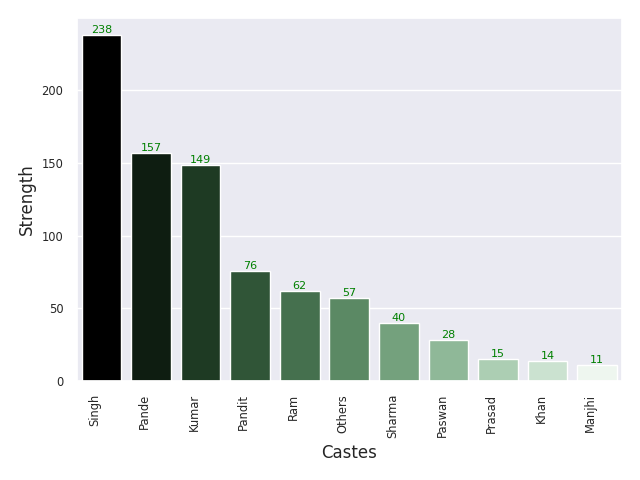 238
157
149
76
62
57
40
28
15
14
11
200
150
100
50
0
Strength
Singh
Pande
Kumar
Pandit
Ram
Others
Sharma
Paswan
Prasad
Khan
Manjhi
Castes